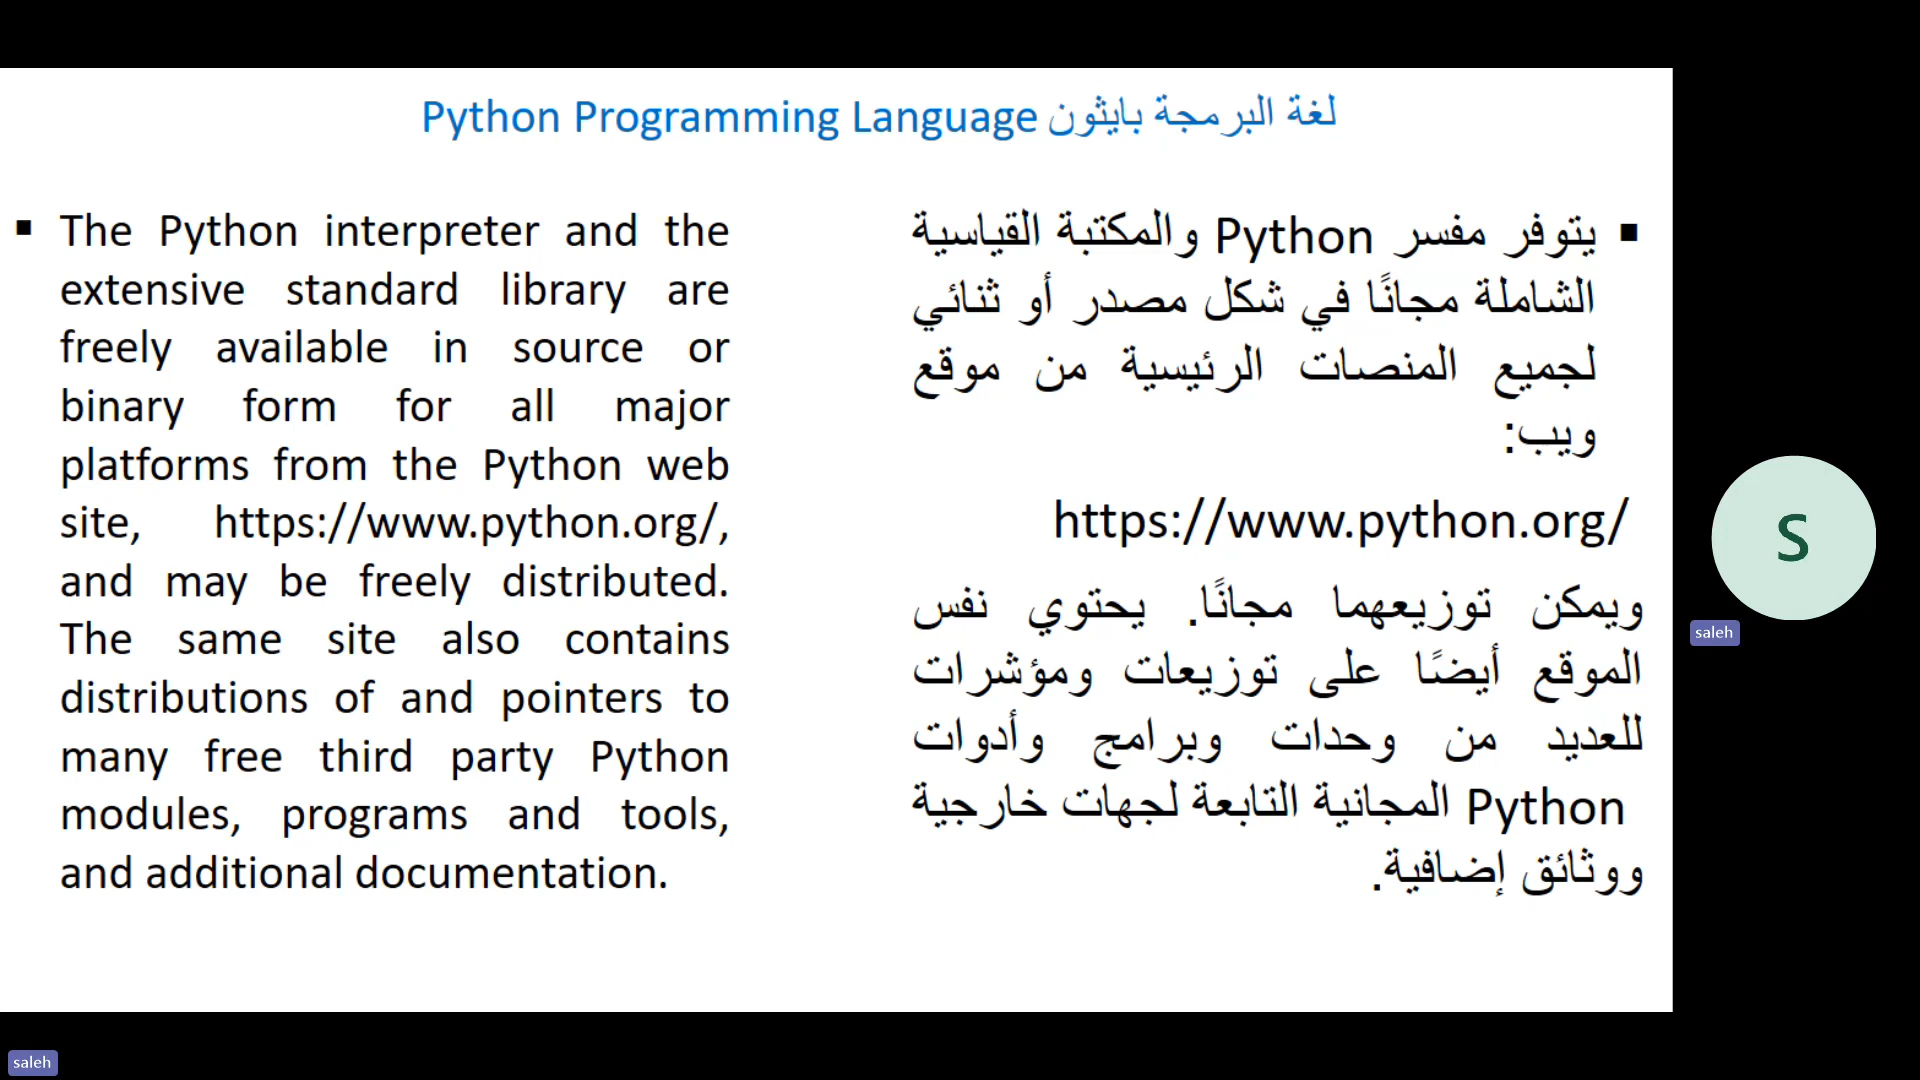 Python Programming Language لغة البرمجة بايثون
▪ The Python interpreter and the
extensive standard library are
freely available in source or
binary form for all major
platforms from the Python web
site, https://www.python.org/,
and may be freely distributed.
The same site also contains
distributions of and pointers to
many free third party Python
modules, programs and tools,
and additional documentation.
▪ يتوفر مفسر Python والمكتبة القياسية
الشاملة مجانًا في شكل مصدر أو ثنائي
لجميع المنصات الرئيسية من موقع
ويب:
https://www.python.org/
ويمكن توزيعهما مجانًا. يحتوي نفس
الموقع أيضًا على توزيعات ومؤشرات
للعديد من وحدات وبرامج وأدوات
Python المجانية التابعة لجهات خارجية
ووثائق إضافية.
S
saleh
saleh